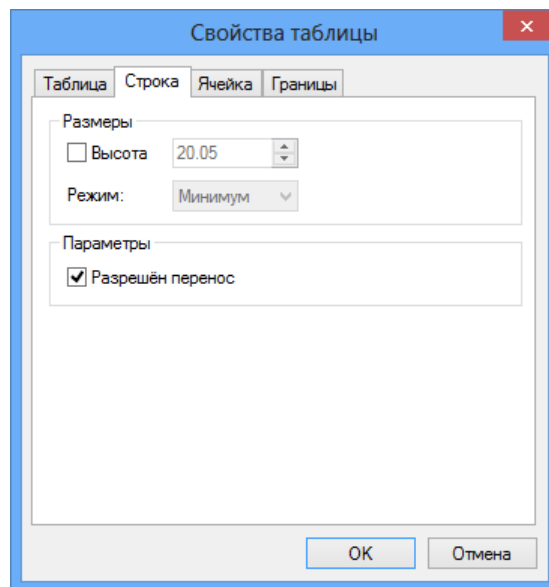 Свойства таблицы
Таблица Строка Ячейка Границы
Размеры
Высота 20.05
Режим: Минимум
Параметры
Разрешён перенос
OK Отмена